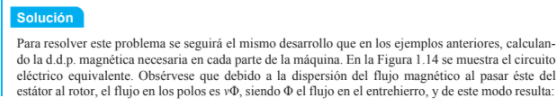 Solución
Para resolver este problema se seguirá el mismo desarrollo que en los ejemplos anteriores, calculan-
do la d.d.p. magnética necesaria en cada parte de la máquina. En la Figura 1.14 se muestra el circuito
eléctrico equivalente. Obsérvese que debido a la dispersión del flujo magnético al pasar éste del
estátor al rotor, el flujo en los polos es νΦ, siendo Φ el flujo en el entrehierro, y de este modo resulta: